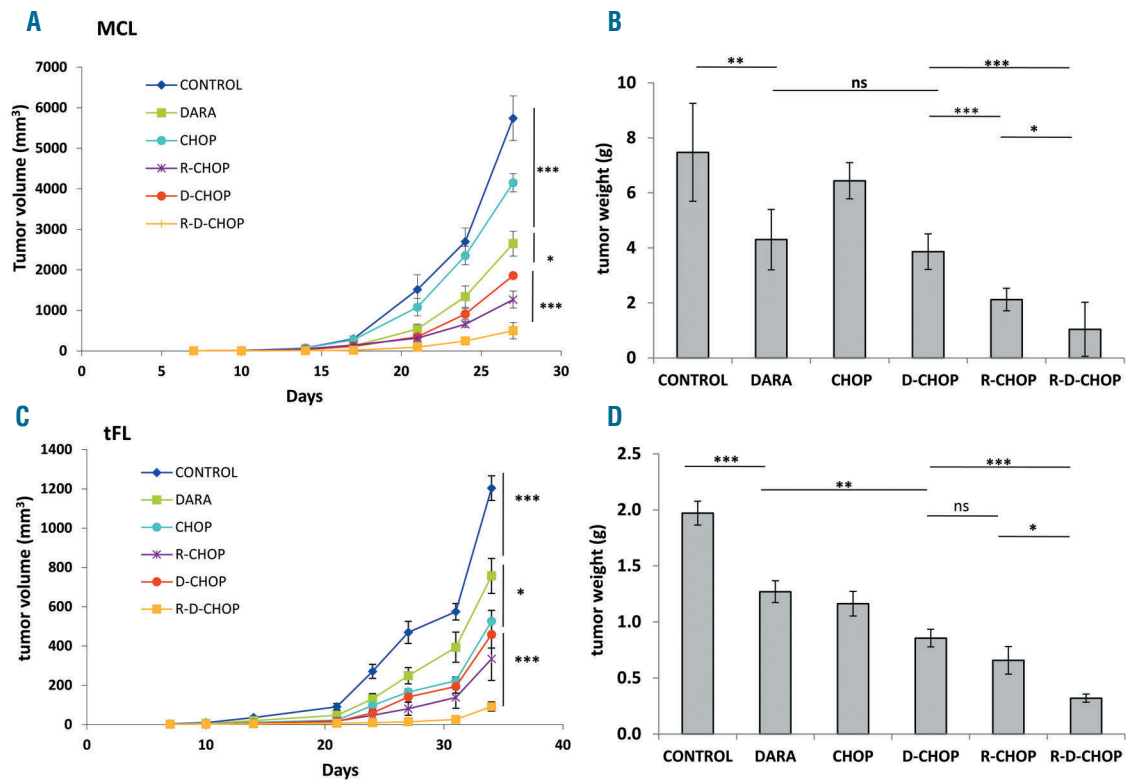 A
MCL
Tumor volume (mm³)
7000
6000
5000
4000
3000
2000
1000
0
CONTROL
DARA
CHOP
R-CHOP
D-CHOP
R-D-CHOP
***
*
***
0 5 10 15 20 25 30
Days
B
tumor weight (g)
10
8
6
4
2
0
**
ns
***
***
*
CONTROL DARA CHOP D-CHOP R-CHOP R-D-CHOP
C
tFL
tumor volume (mm³)
1400
1200
1000
800
600
400
200
0
CONTROL
DARA
CHOP
R-CHOP
D-CHOP
R-D-CHOP
***
*
***
0 10 20 30 40
Days
D
tumor weight (g)
2.5
2.0
1.5
1.0
0.5
0.0
***
**
***
ns
*
CONTROL DARA CHOP D-CHOP R-CHOP R-D-CHOP